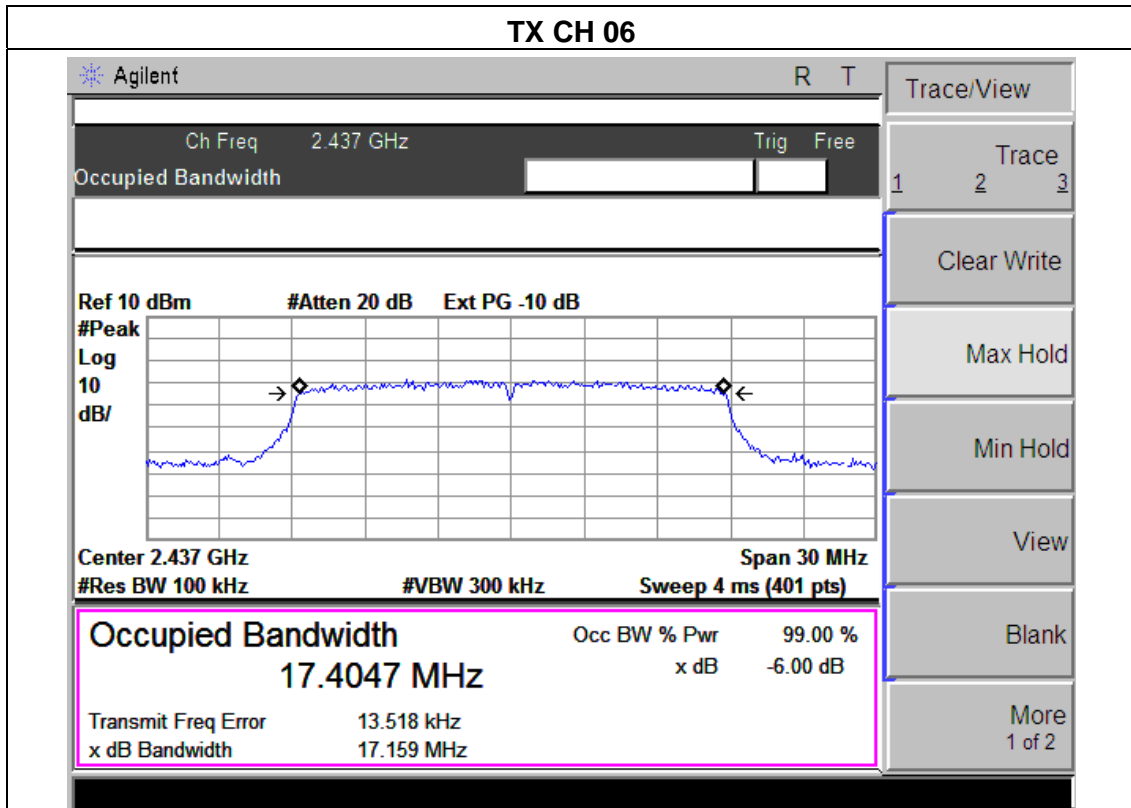 TX CH 06
Agilent R T
Trace/View
Ch Freq 2.437 GHz Trig Free
Occupied Bandwidth
Trace
1 2 3
Clear Write
Ref 10 dBm #Atten 20 dB Ext PG -10 dB
#Peak
Log
10
dB/
Max Hold
Min Hold
View
Center 2.437 GHz Span 30 MHz
#Res BW 100 kHz #VBW 300 kHz Sweep 4 ms (401 pts)
Occupied Bandwidth Occ BW % Pwr 99.00 %
17.4047 MHz x dB -6.00 dB
Blank
Transmit Freq Error 13.518 kHz
x dB Bandwidth 17.159 MHz
More
1 of 2